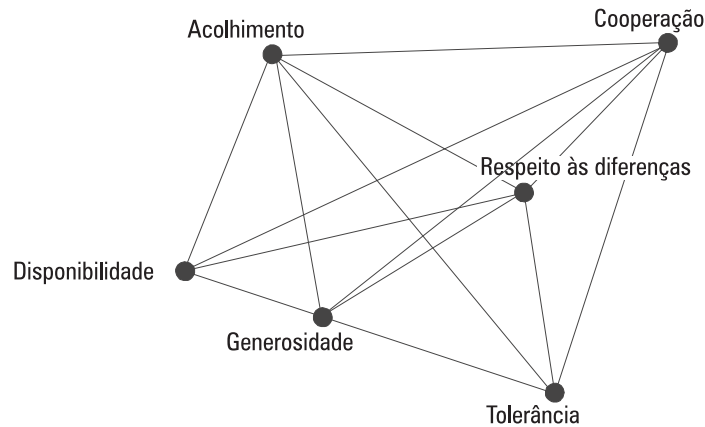 Cooperação
Acolhimento
Respeito às diferenças
Disponibilidade
Generosidade
Tolerância